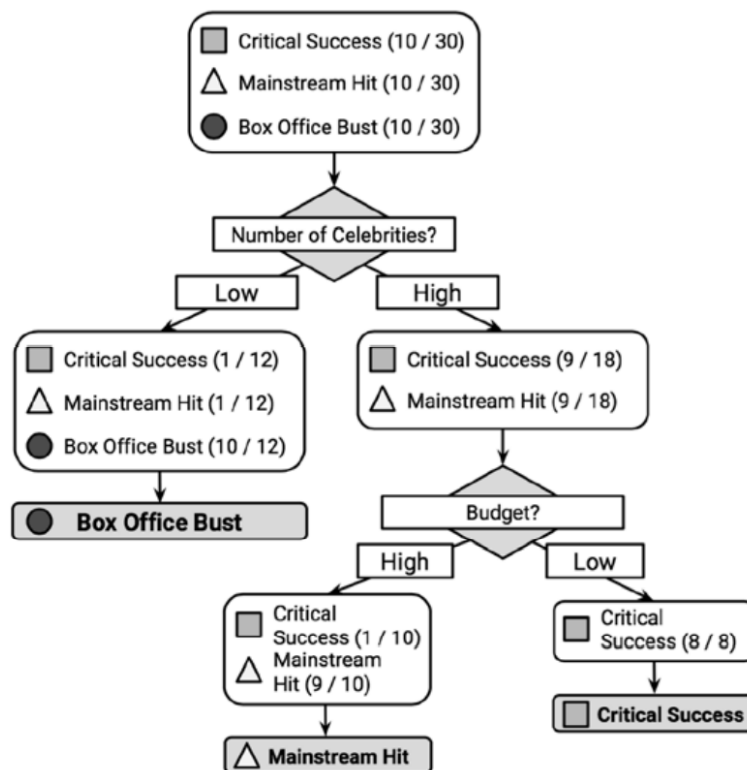 Critical Success (10 / 30)
Mainstream Hit (10 / 30)
Box Office Bust (10 / 30)
Number of Celebrities?
Low
High
Critical Success (1 / 12)
Mainstream Hit (1 / 12)
Box Office Bust (10 / 12)
Box Office Bust
Critical Success (9 / 18)
Mainstream Hit (9 / 18)
Budget?
High
Low
Critical
Success (1 / 10)
Mainstream
Hit (9 / 10)
Mainstream Hit
Critical
Success (8 / 8)
Critical Success